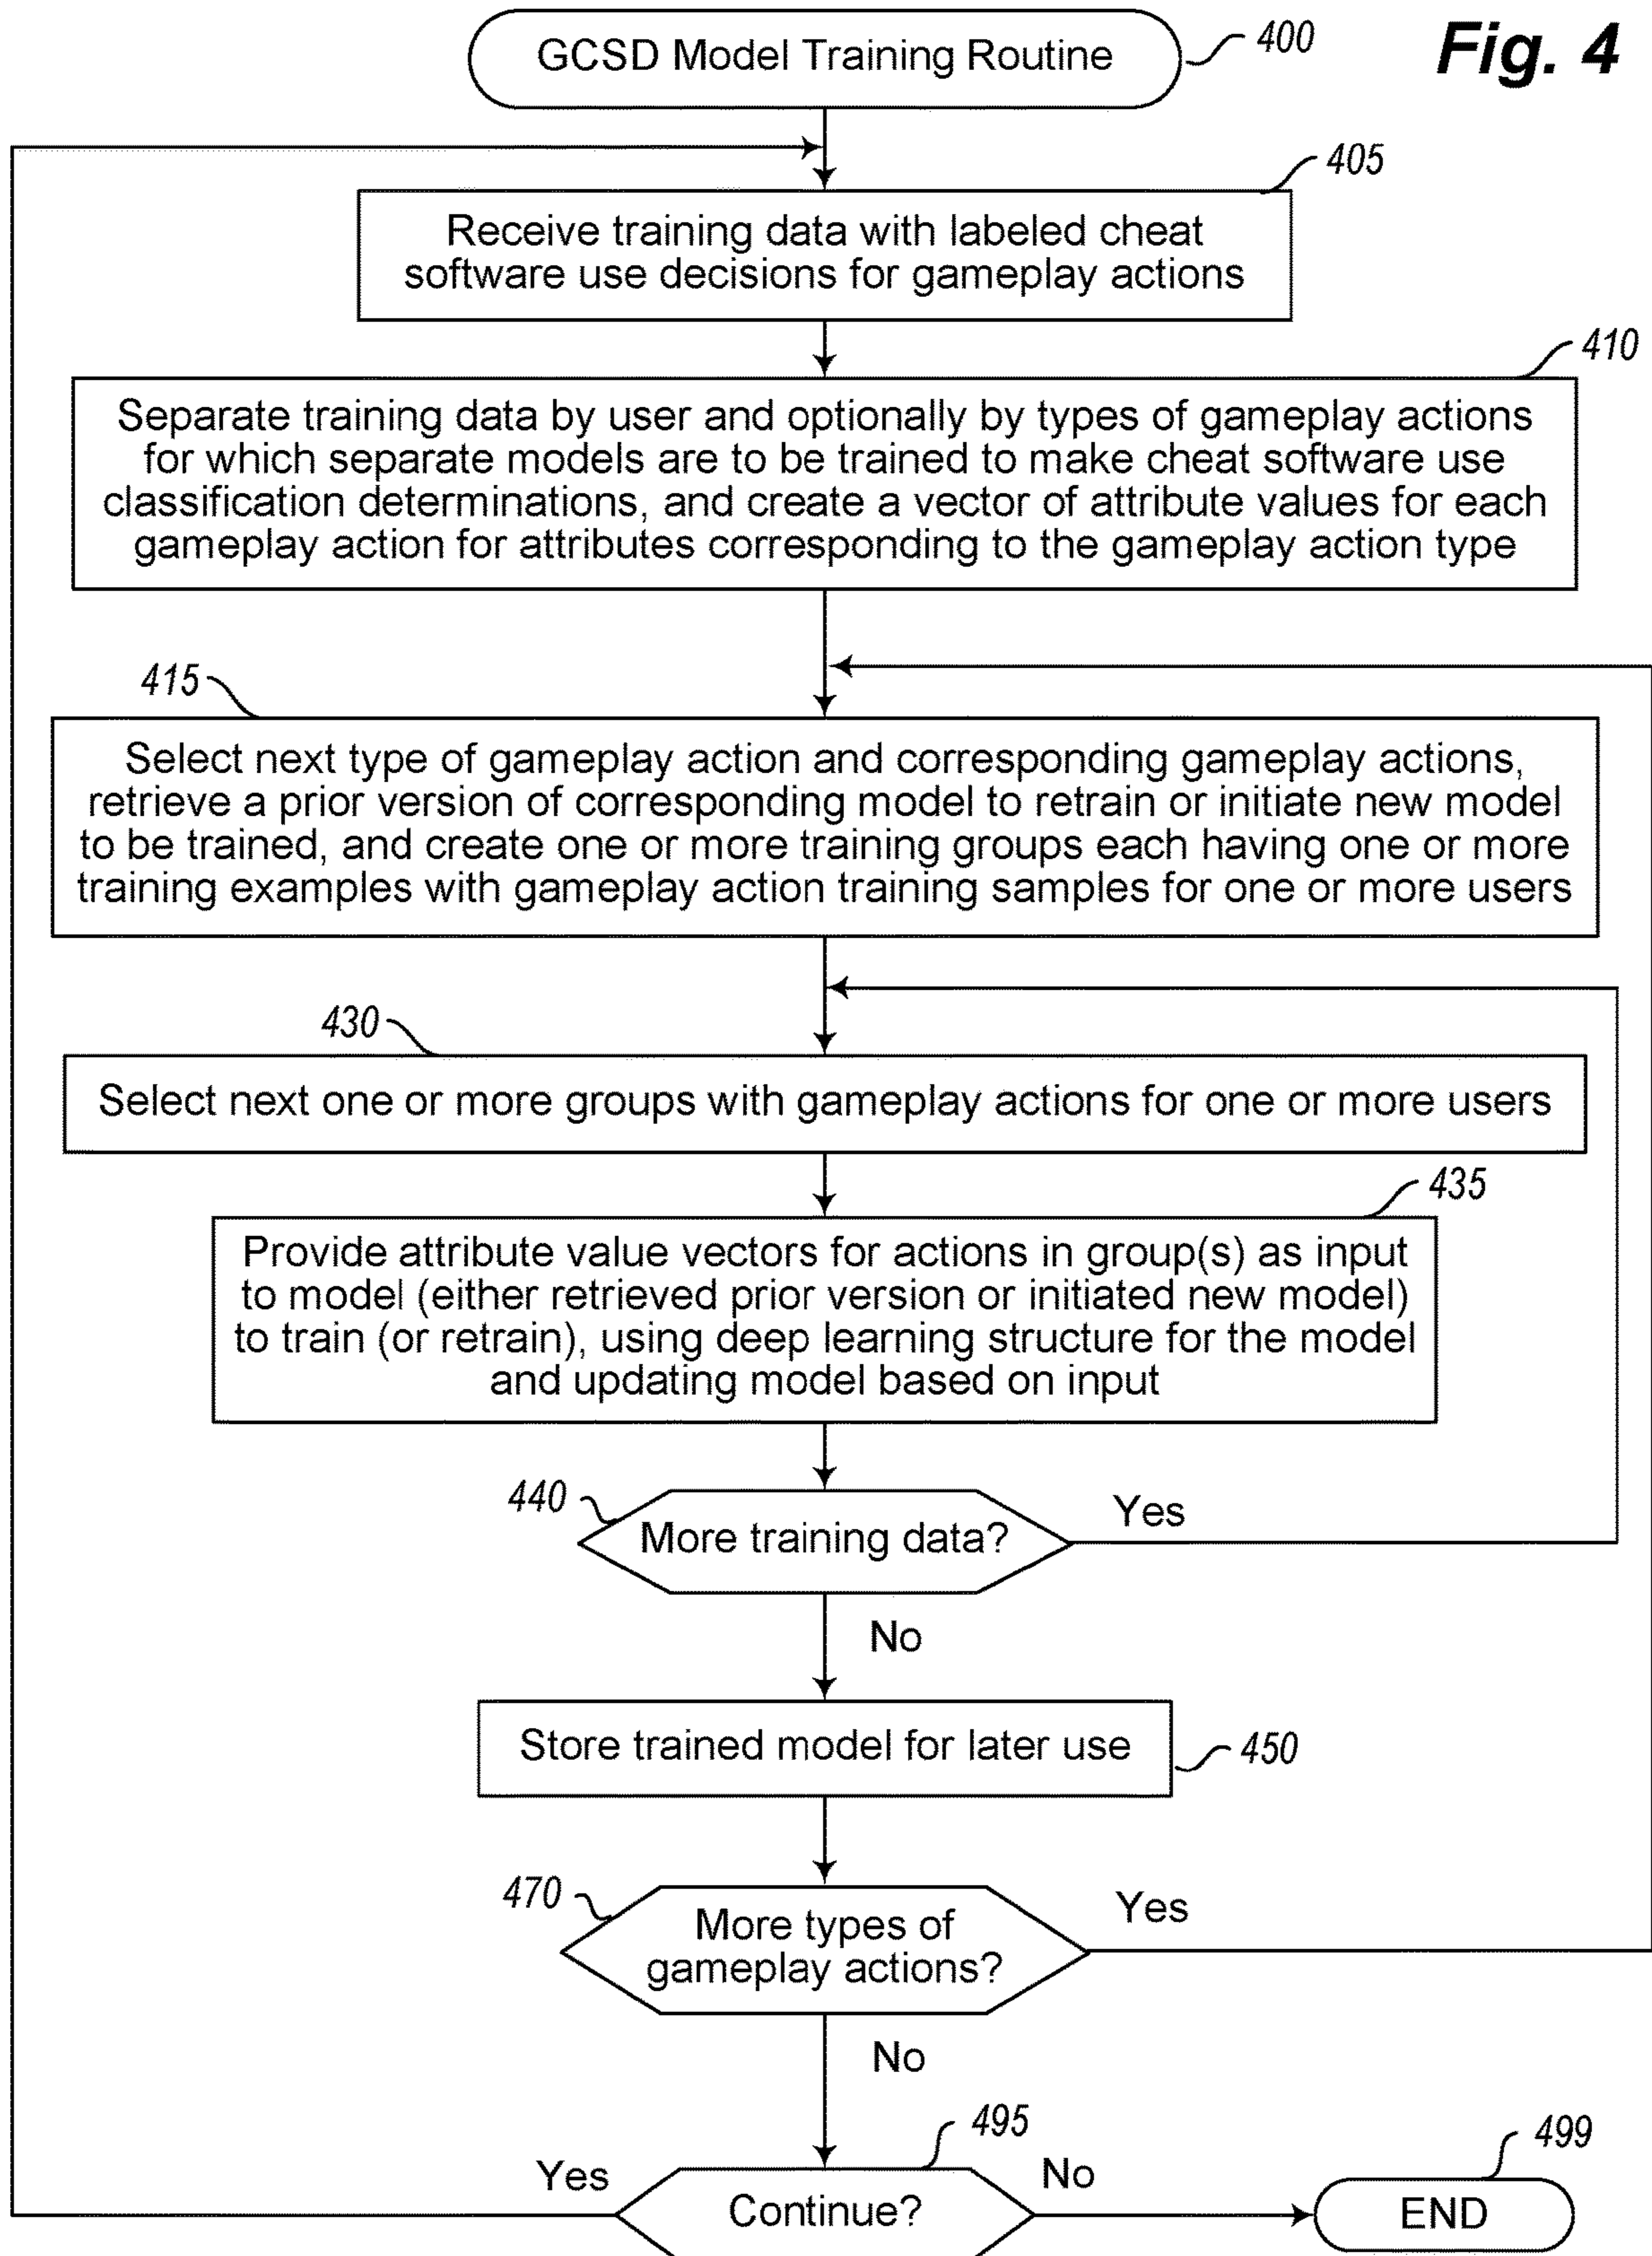 GCSD Model Training Routine
400
Fig. 4
405
Receive training data with labeled cheat
software use decisions for gameplay actions
410
Separate training data by user and optionally by types of gameplay actions
for which separate models are to be trained to make cheat software use
classification determinations, and create a vector of attribute values for each
gameplay action for attributes corresponding to the gameplay action type
415
Select next type of gameplay action and corresponding gameplay actions,
retrieve a prior version of corresponding model to retrain or initiate new model
to be trained, and create one or more training groups each having one or more
training examples with gameplay action training samples for one or more users
430
Select next one or more groups with gameplay actions for one or more users
435
Provide attribute value vectors for actions in group(s) as input
to model (either retrieved prior version or initiated new model)
to train (or retrain), using deep learning structure for the model
and updating model based on input
440
More training data?
Yes
No
Store trained model for later use
450
470
More types of
gameplay actions?
Yes
No
495
499
Yes
Continue?
No
END